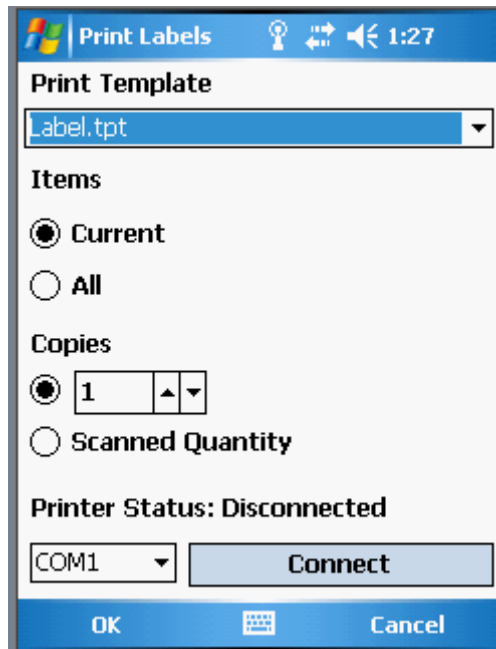 Print Labels 1:27
Print Template
Label.tpt
Items
Current
All
Copies
1
Scanned Quantity
Printer Status: Disconnected
COM1 Connect
OK Cancel